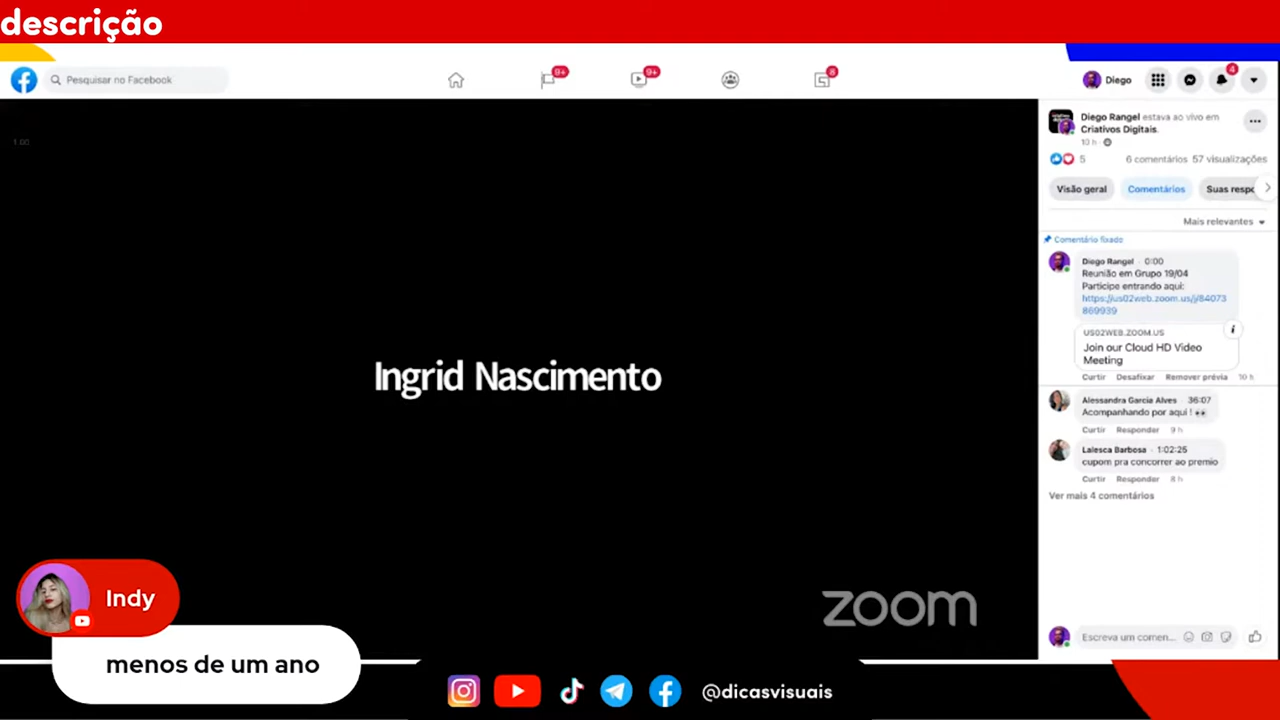 descrição
Pesquisar no Facebook
9+
9+
8
Diego
4
1.00
Diego Rangel estava ao vivo em
Criativos Digitais.
10 h
5
6 comentários 57 visualizações
Visão geral
Comentários
Suas respo
Mais relevantes
Comentário fixado
Diego Rangel · 0:00
Reunião em Grupo 19/04
Participe entrando aqui:
https://us02web.zoom.us/j/84073
869939
US02WEB.ZOOM.US
Join our Cloud HD Video
Meeting
Curtir Desafixar Remover prévia 10 h
Alessandra Garcia Alves · 36:07
Acompanhando por aqui ! 👀
Curtir Responder 9 h
Lalesca Barbosa · 1:02:25
cupom pra concorrer ao premio
Curtir Responder 8 h
Ver mais 4 comentários
Escreva um comen...
Ingrid Nascimento
zoom
Indy
menos de um ano
@dicasvisuais